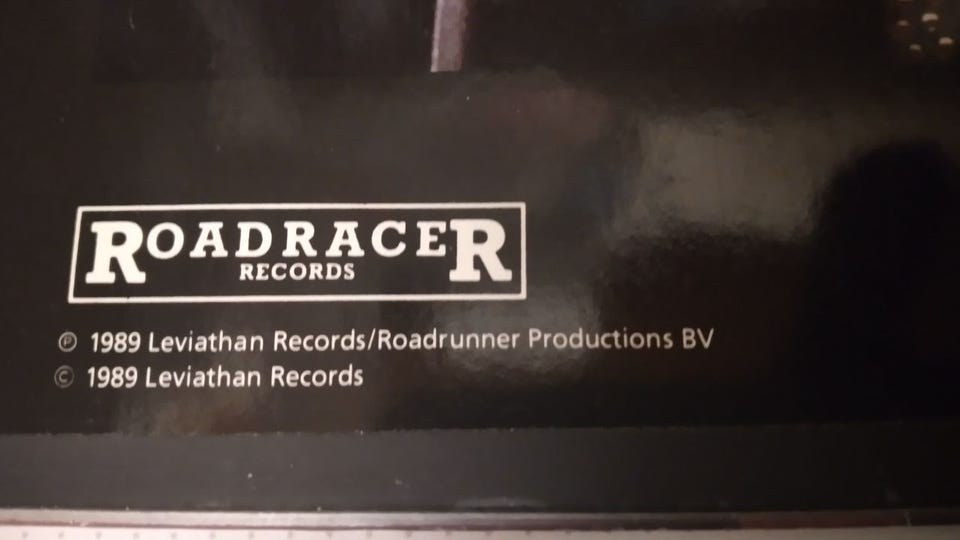 ROADRACER
RECORDS
℗ 1989 Leviathan Records/Roadrunner Productions BV
© 1989 Leviathan Records